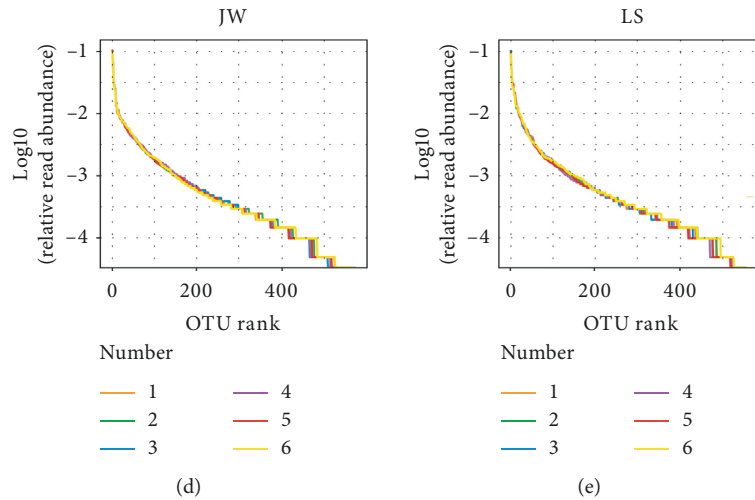 JW
−1
−2
−3
−4
Log10
(relative read abundance)
0 200 400
OTU rank
Number
1 4
2 5
3 6
(d)
LS
−1
−2
−3
−4
Log10
(relative read abundance)
0 200 400
OTU rank
Number
1 4
2 5
3 6
(e)